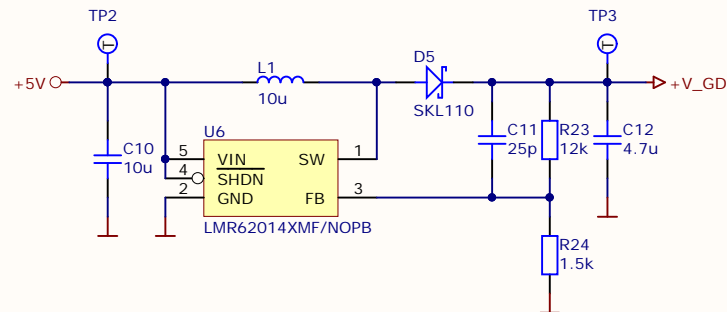 TP2
TP3
T
T
D5
L1
+5V
+V_GD
10u
SKL110
U6
C10
10u
5
VIN
SW
1
4
SHDN
2
GND
FB
3
LMR62014XMF/NOPB
C11
25p
R23
12k
C12
4.7u
R24
1.5k